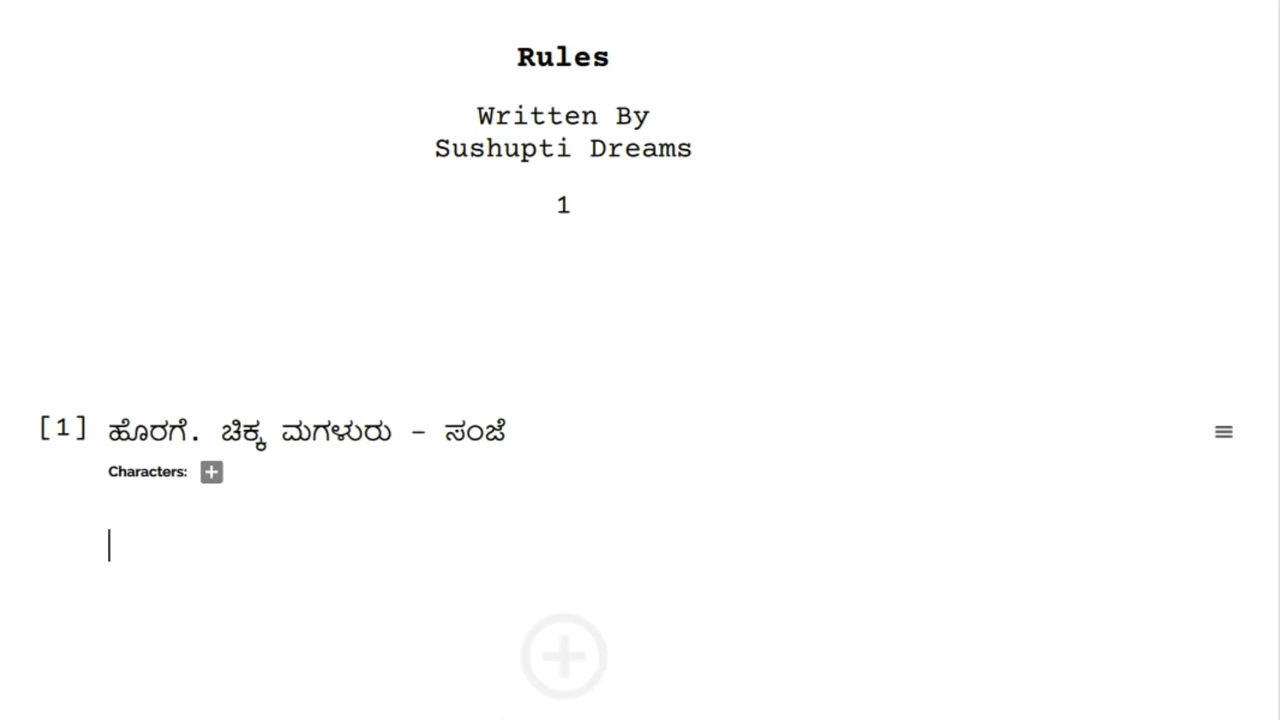 Rules
Written By
Sushupti Dreams
1
[1] ಹೊರಗೆ. ಚಿಕ್ಕ ಮಗಳುರು – ಸಂಜೆ
Characters: